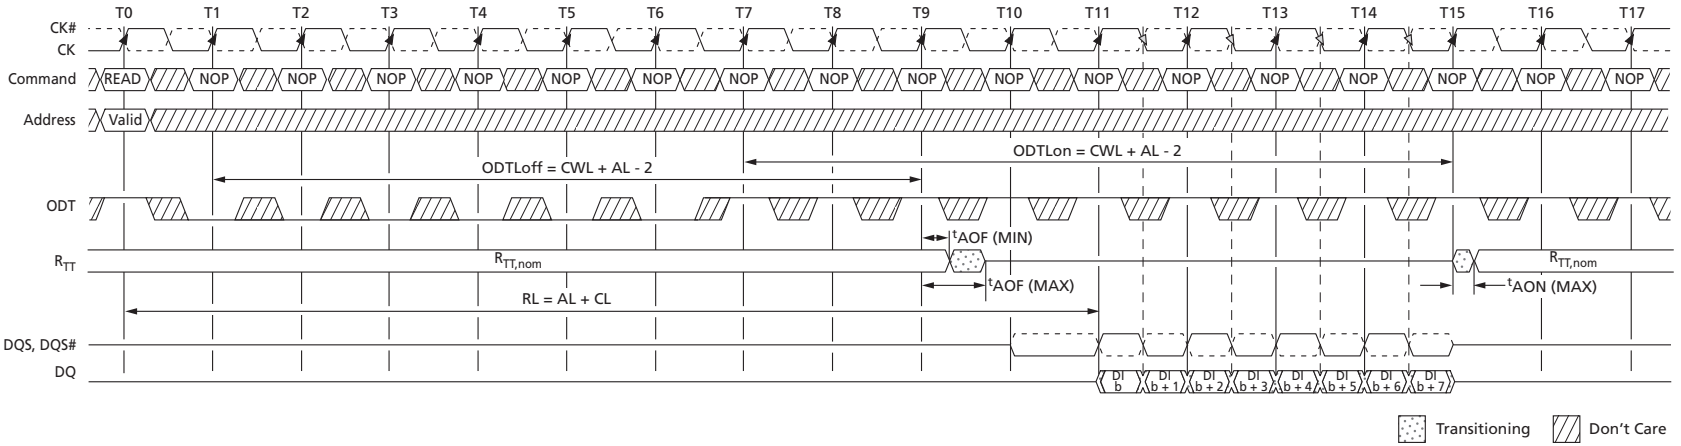 T0 T1 T2 T3 T4 T5 T6 T7 T8 T9 T10 T11 T12 T13 T14 T15 T16 T17
CK#
CK
Command READ NOP NOP NOP NOP NOP NOP NOP NOP NOP NOP NOP NOP NOP NOP NOP NOP NOP
Address Valid
ODTLon = CWL + AL - 2
ODTLoff = CWL + AL - 2
ODT
tAOF (MIN)
RTT RTT,nom RTT,nom
tAOF (MAX) tAON (MAX)
RL = AL + CL
DQS, DQS#
DQ
DI DI DI DI DI DI DI DI
b b + 1 b + 2 b + 3 b + 4 b + 5 b + 6 b + 7
Transitioning Don't Care